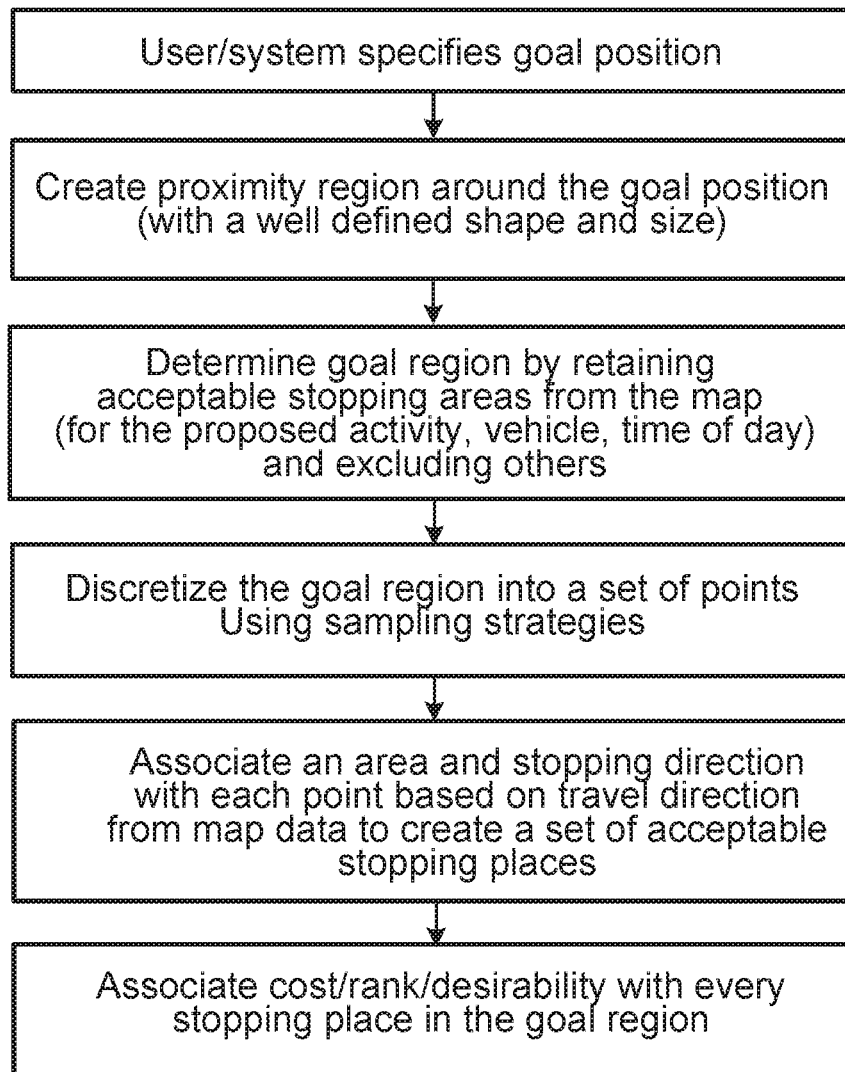 User/system specifies goal position
Create proximity region around the goal position
(with a well defined shape and size)
Determine goal region by retaining
acceptable stopping areas from the map
(for the proposed activity, vehicle, time of day)
and excluding others
Discretize the goal region into a set of points
Using sampling strategies
Associate an area and stopping direction
with each point based on travel direction
from map data to create a set of acceptable
stopping places
Associate cost/rank/desirability with every
stopping place in the goal region